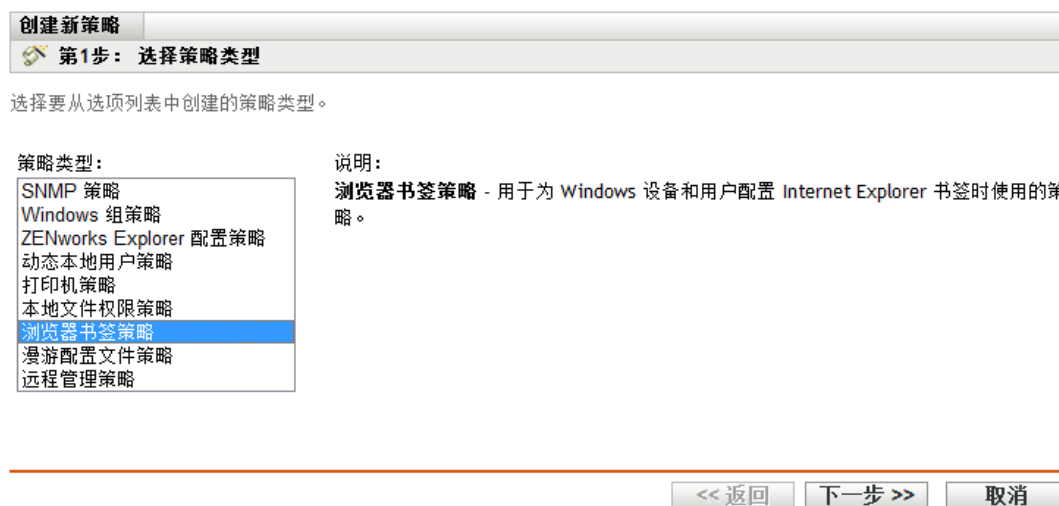 创建新策略
第1步: 选择策略类型
选择要从选项列表中创建的策略类型。
策略类型:
SNMP 策略
Windows 组策略
ZENworks Explorer 配置策略
动态本地用户策略
打印机策略
本地文件权限策略
浏览器书签策略
漫游配置文件策略
远程管理策略
说明:
浏览器书签策略 - 用于为 Windows 设备和用户配置 Internet Explorer 书签时使用的策
略。
<< 返回 下一步 >> 取消